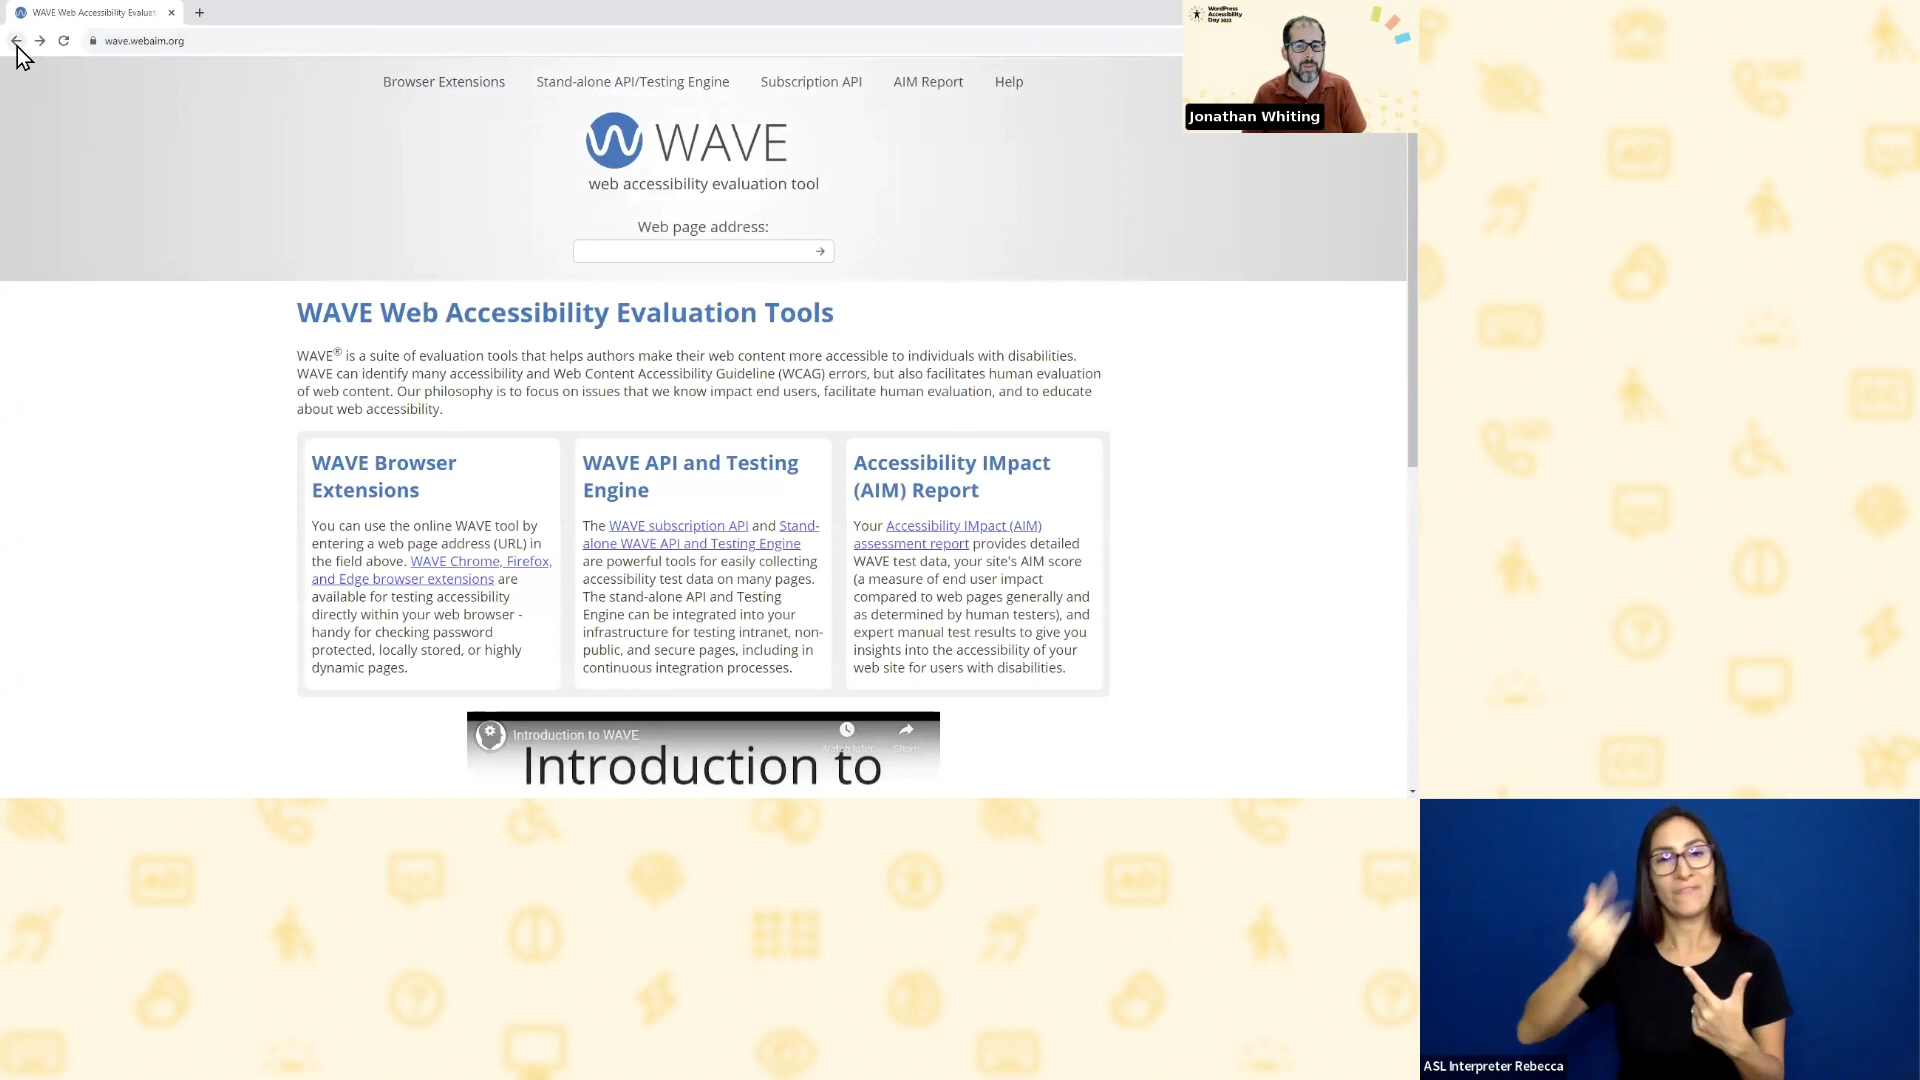 WAVE Web Accessibility Evaluat
wave.webaim.org
WordPress
Accessibility
Day 2023
Jonathan Whiting
Browser Extensions
Stand-alone API/Testing Engine
Subscription API
AIM Report
Help
WAVE
web accessibility evaluation tool
Web page address:
WAVE Web Accessibility Evaluation Tools
WAVE® is a suite of evaluation tools that helps authors make their web content more accessible to individuals with disabilities.
WAVE can identify many accessibility and Web Content Accessibility Guideline (WCAG) errors, but also facilitates human evaluation
of web content. Our philosophy is to focus on issues that we know impact end users, facilitate human evaluation, and to educate
about web accessibility.
WAVE Browser
Extensions
You can use the online WAVE tool by
entering a web page address (URL) in
the field above. WAVE Chrome, Firefox,
and Edge browser extensions are
available for testing accessibility
directly within your web browser -
handy for checking password
protected, locally stored, or highly
dynamic pages.
WAVE API and Testing
Engine
The WAVE subscription API and Stand-
alone WAVE API and Testing Engine
are powerful tools for easily collecting
accessibility test data on many pages.
The stand-alone API and Testing
Engine can be integrated into your
infrastructure for testing intranet, non-
public, and secure pages, including in
continuous integration processes.
Accessibility IMpact
(AIM) Report
Your Accessibility IMpact (AIM)
assessment report provides detailed
WAVE test data, your site's AIM score
(a measure of end user impact
compared to web pages generally and
as determined by human testers), and
expert manual test results to give you
insights into the accessibility of your
web site for users with disabilities.
Introduction to WAVE
Watch later
Share
Introduction to
ASL Interpreter Rebecca